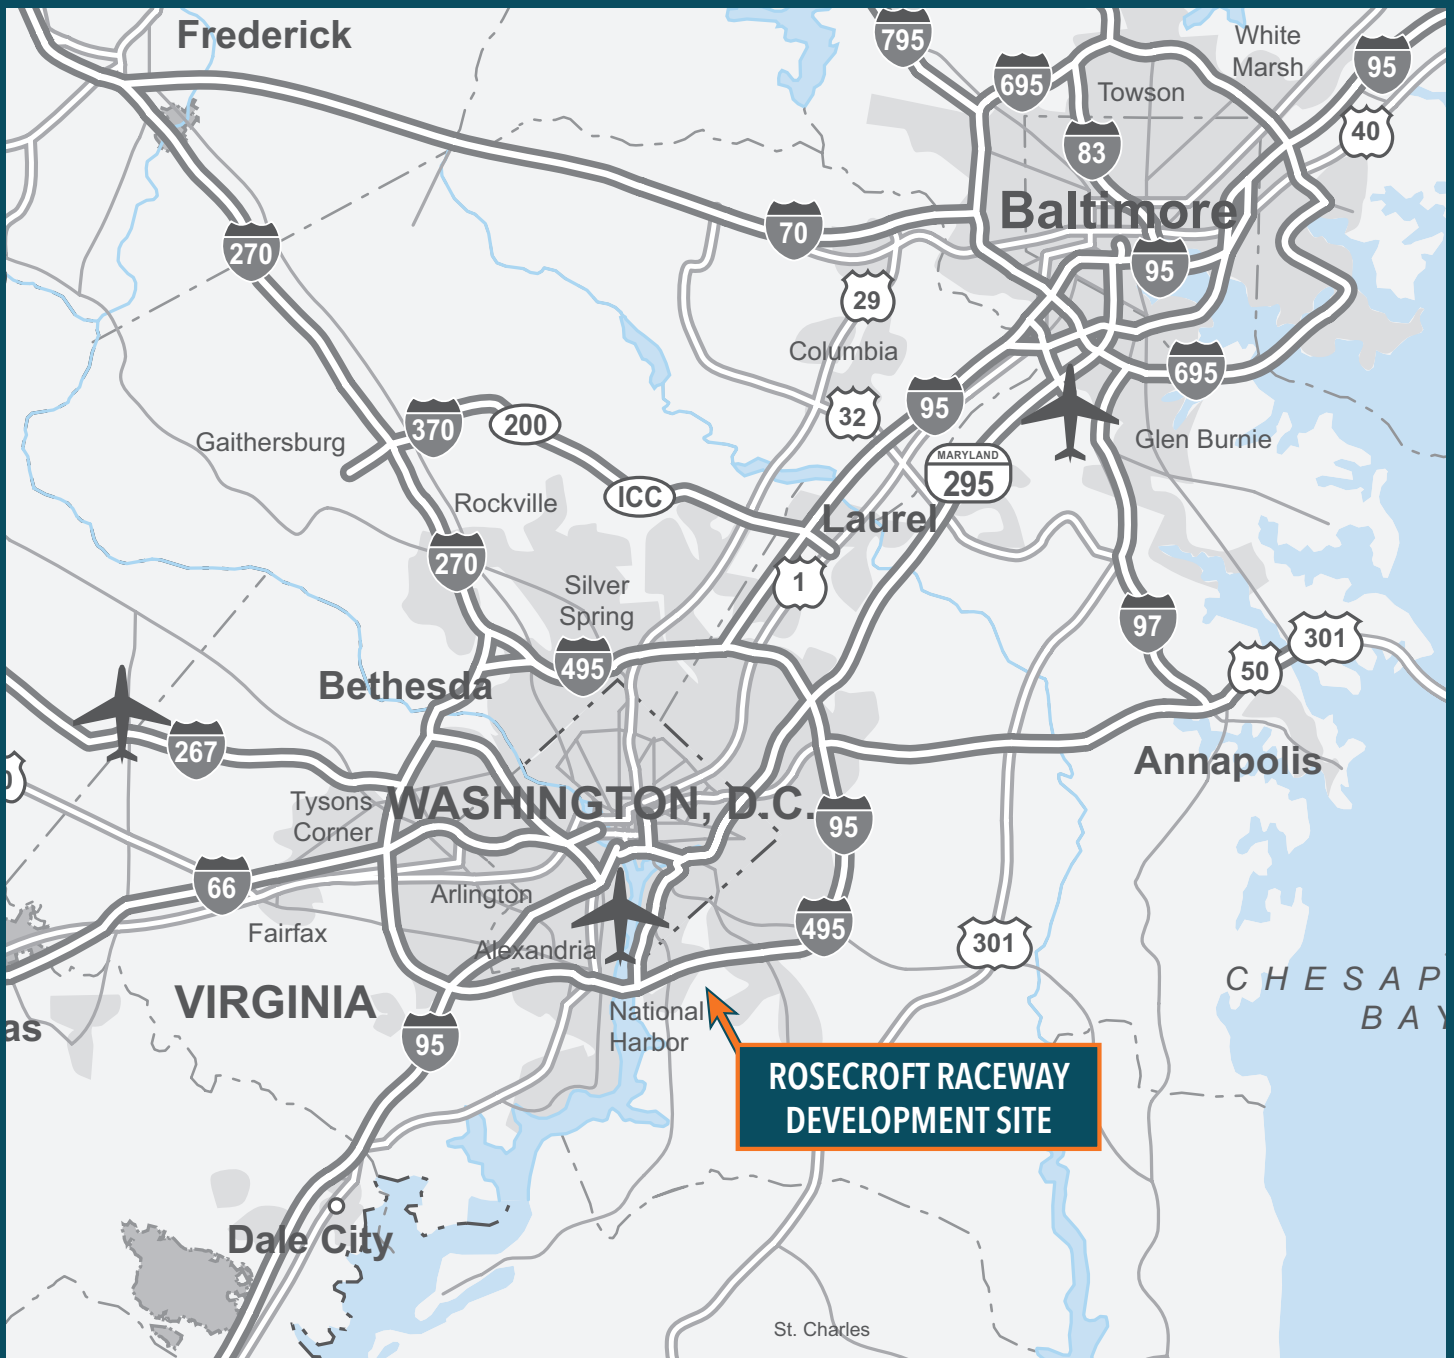 Frederick
795
White
Marsh
95
695
Towson
40
83
Baltimore
70
270
95
29
Columbia
695
32
95
370
200
Gaithersburg
Glen Burnie
MARYLAND
295
Rockville
ICC
Laurel
270
1
Silver
Spring
97
301
495
50
Bethesda
267
Annapolis
0
Tysons
Corner
WASHINGTON, D.C.
95
66
Arlington
495
Fairfax
Alexandria
301
CHESAP
BAY
VIRGINIA
National
Harbor
as
95
ROSECROFT RACEWAY
DEVELOPMENT SITE
Dale City
St. Charles